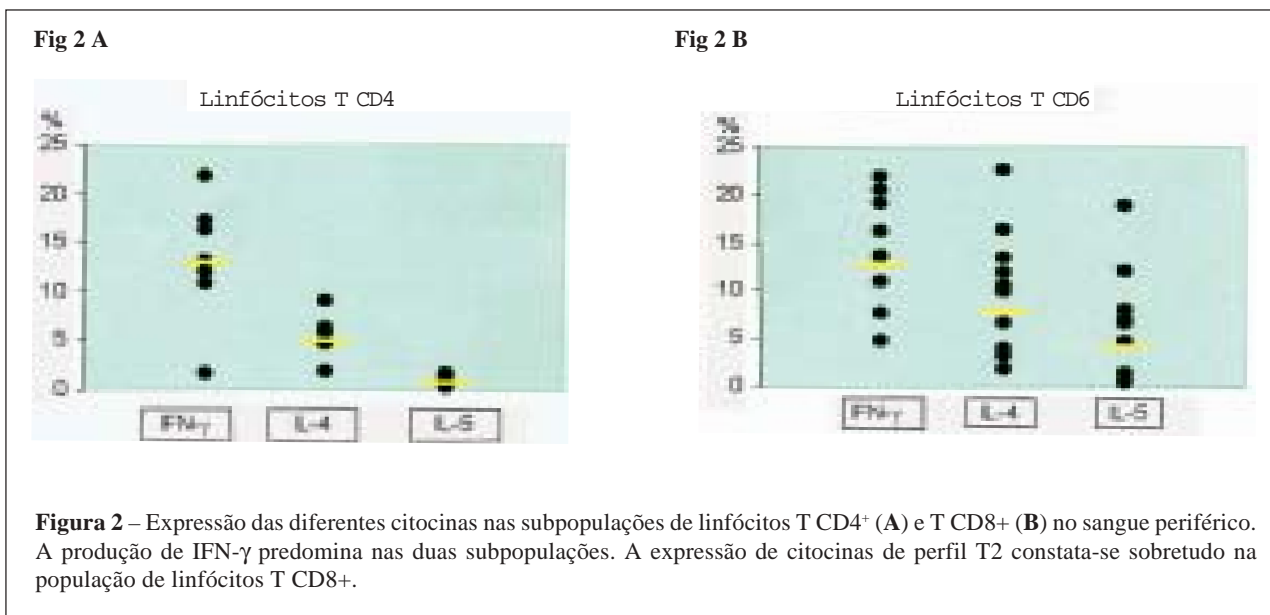 Fig 2 A
Fig 2 B
Linfócitos T CD4
%
25
20
15
10
5
0
IFN-γ
IL-4
IL-5
Linfócitos T CD6
%
25
20
15
10
5
0
IFN-γ
IL-4
IL-5
Figura 2 – Expressão das diferentes citocinas nas subpopulações de linfócitos T CD4⁺ (A) e T CD8+ (B) no sangue periférico.
A produção de IFN-γ predomina nas duas subpopulações. A expressão de citocinas de perfil T2 constata-se sobretudo na
população de linfócitos T CD8+.